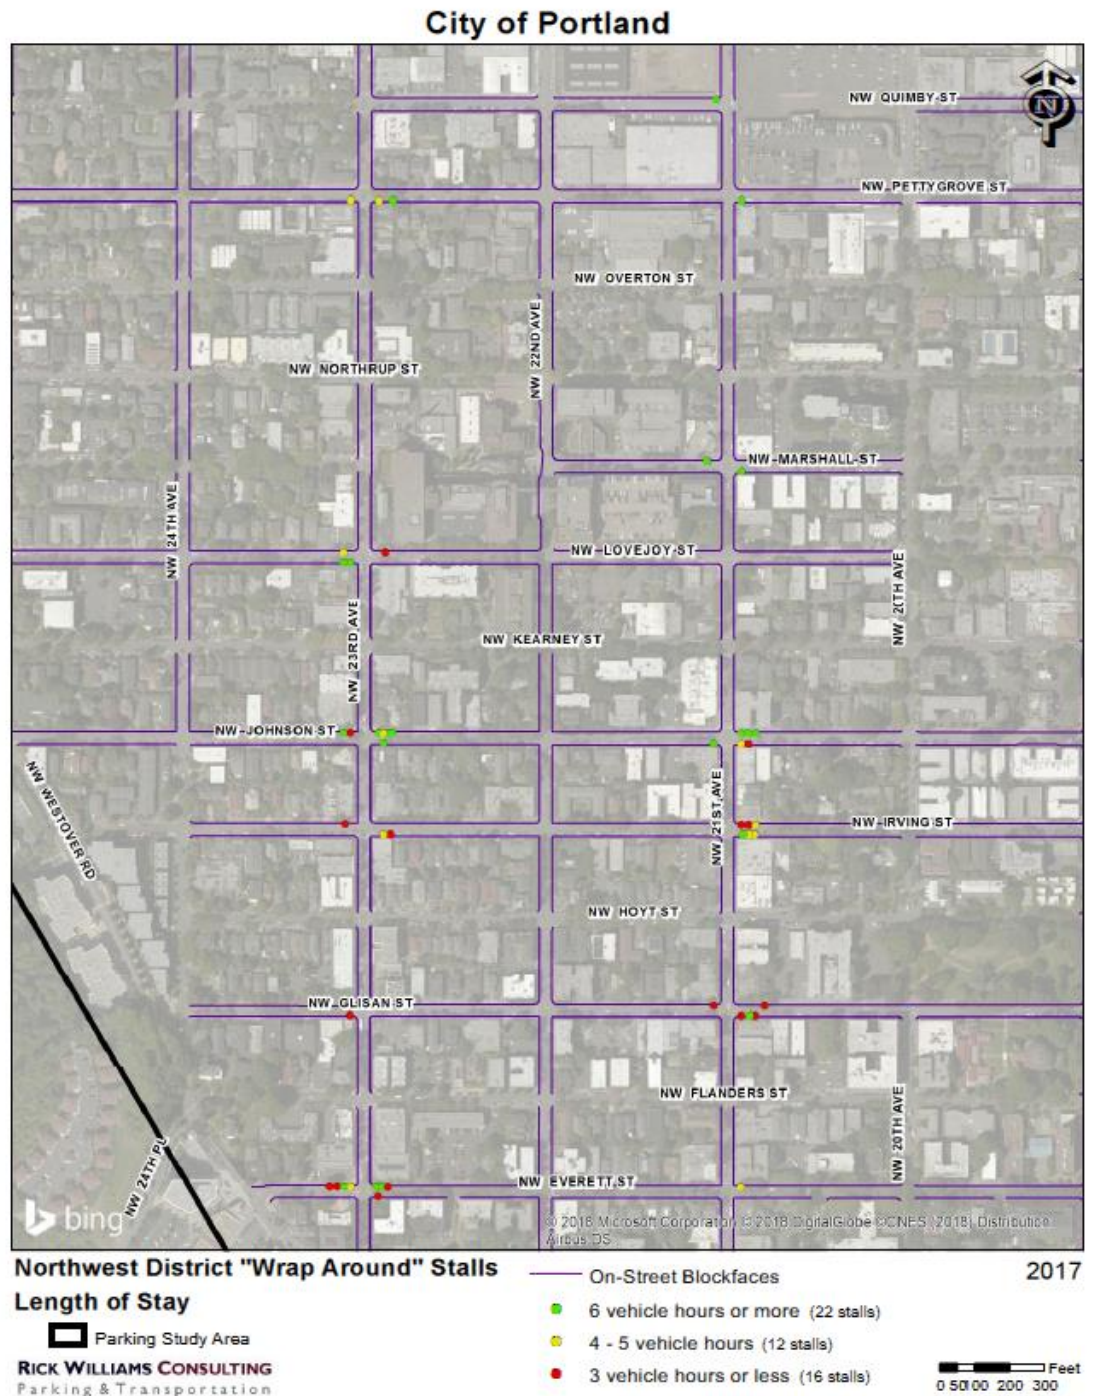 City of Portland
N
NW QUIMBY ST
NW PETTYGROVE ST
NW OVERTON ST
NW 22ND AVE
NW NORTHRUP ST
NW MARSHALL ST
NW 24TH AVE
NW LOVEJOY ST
NW 20TH AVE
NW 23RD AVE
NW KEARNEY ST
NW JOHNSON ST
NW WESTOVER RD
NW 21ST AVE
NW IRVING ST
NW HOYT ST
NW GLISAN ST
NW FLANDERS ST
NW 20TH AVE
NW 24TH PL
NW EVERETT ST
bing
© 2018 Microsoft Corporation © 2018 DigitalGlobe ©CNES (2018) Distribution
Airbus DS
Northwest District "Wrap Around" Stalls
Length of Stay
Parking Study Area
RICK WILLIAMS CONSULTING
Parking & Transportation
On-Street Blockfaces
6 vehicle hours or more (22 stalls)
4 - 5 vehicle hours (12 stalls)
3 vehicle hours or less (16 stalls)
2017
Feet
0 50100 200 300